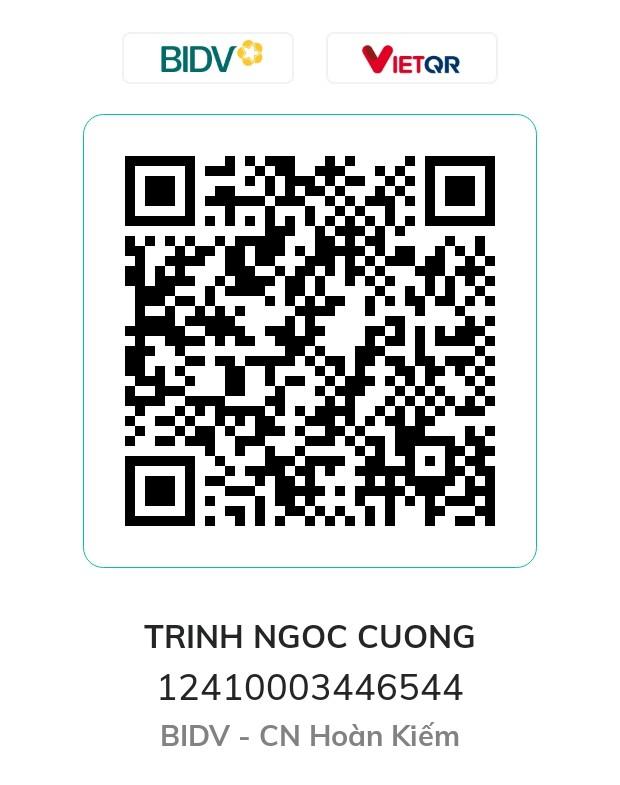 BIDV VIETQR
TRINH NGOC CUONG
12410003446544
BIDV - CN Hoàn Kiếm